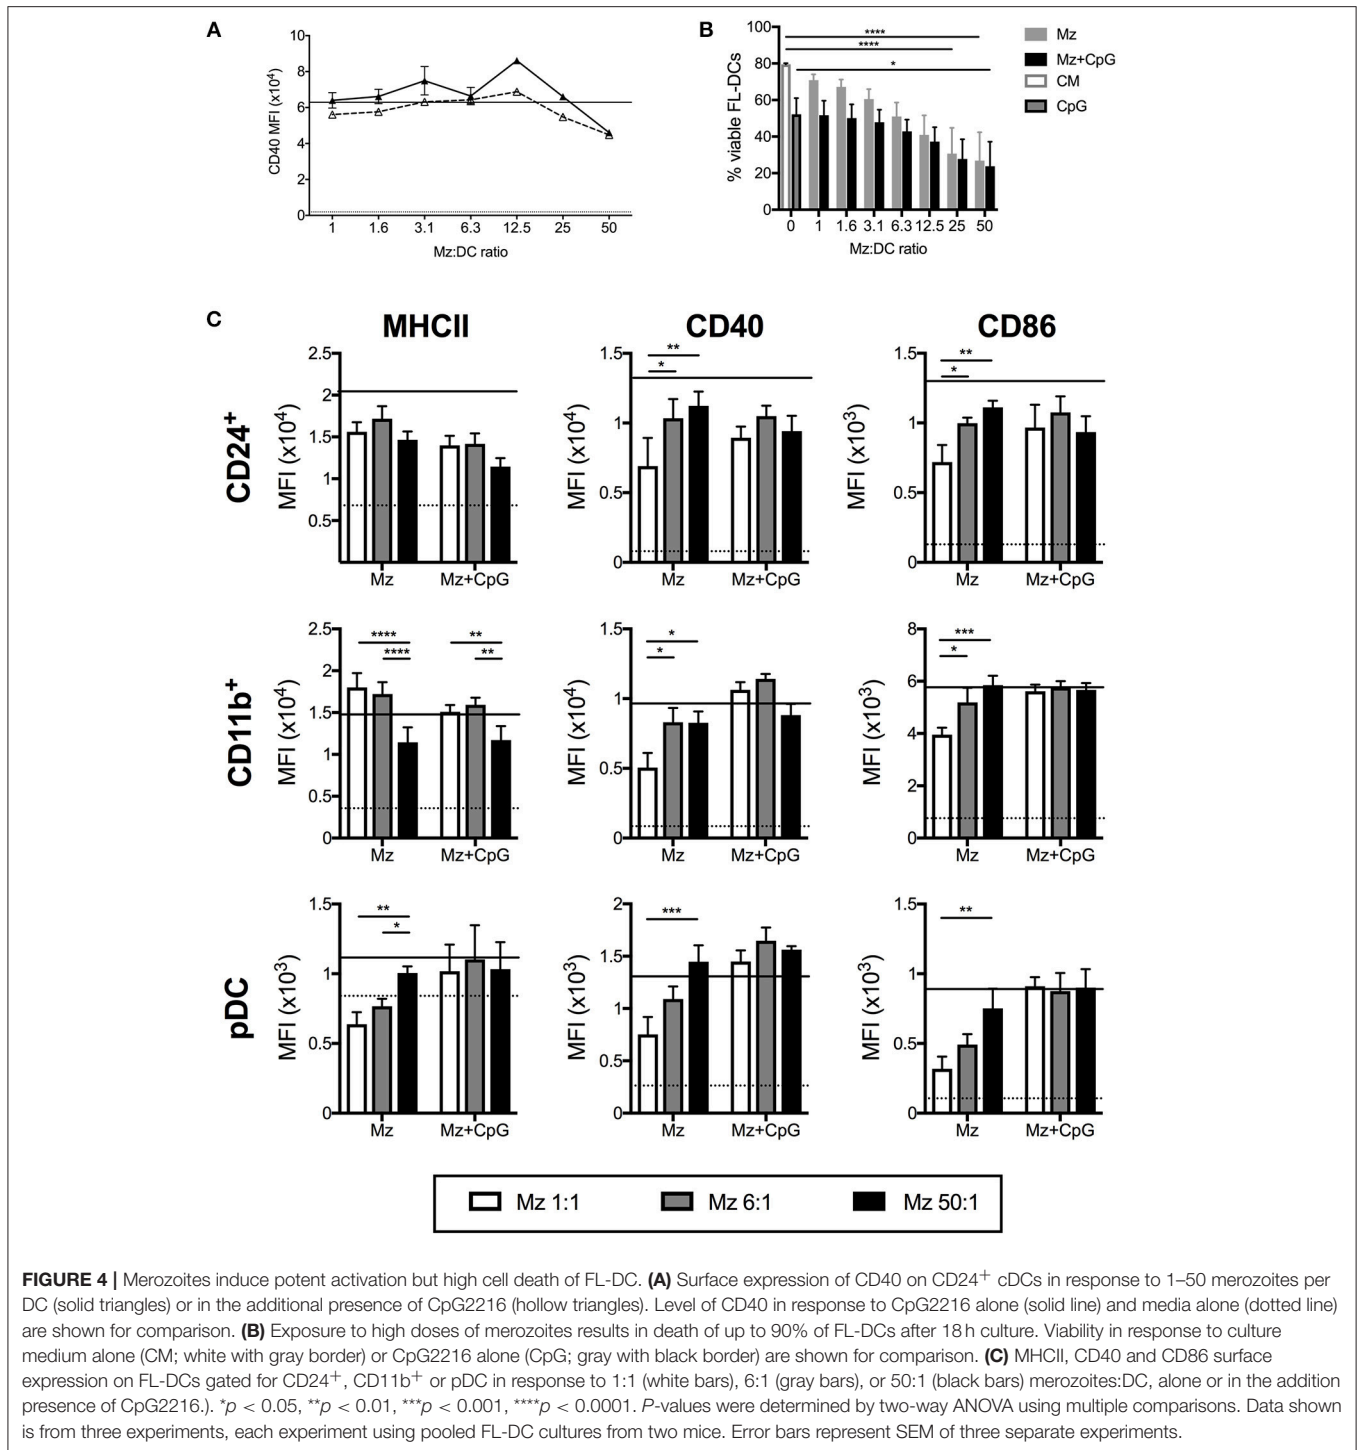 A
CD40 MFI (x10⁴)
10
8
6
4
2
0
1 1.6 3.1 6.3 12.5 25 50
Mz:DC ratio
B
% viable FL-DCs
100
80
60
40
20
0
****
****
*
0 1 1.6 3.1 6.3 12.5 25 50
Mz:DC ratio
Mz
Mz+CpG
CM
CpG
C
MHCII CD40 CD86
CD24⁺
MFI (x10⁴)
2.5
2
1.5
1
0.5
Mz Mz+CpG
MFI (x10⁴)
1.5
1
0.5
0
**
*
Mz Mz+CpG
MFI (x10³)
1.5
1
0.5
0
**
*
Mz Mz+CpG
CD11b⁺
MFI (x10⁴)
2.5
2
1.5
1
0.5
0
**** **
**** **
Mz Mz+CpG
MFI (x10⁴)
1.5
1
0.5
0
*
*
Mz Mz+CpG
MFI (x10³)
8
6
4
2
0
***
*
Mz Mz+CpG
pDC
MFI (x10³)
1.5
1
0.5
0
**
*
Mz Mz+CpG
MFI (x10³)
2
1.5
1
0.5
0
***
Mz Mz+CpG
MFI (x10³)
1.5
1
0.5
0
**
Mz Mz+CpG
Mz 1:1 Mz 6:1 Mz 50:1
FIGURE 4 | Merozoites induce potent activation but high cell death of FL-DC. (A) Surface expression of CD40 on CD24⁺ cDCs in response to 1–50 merozoites per
DC (solid triangles) or in the additional presence of CpG2216 (hollow triangles). Level of CD40 in response to CpG2216 alone (solid line) and media alone (dotted line)
are shown for comparison. (B) Exposure to high doses of merozoites results in death of up to 90% of FL-DCs after 18 h culture. Viability in response to culture
medium alone (CM; white with gray border) or CpG2216 alone (CpG; gray with black border) are shown for comparison. (C) MHCII, CD40 and CD86 surface
expression on FL-DCs gated for CD24⁺, CD11b⁺ or pDC in response to 1:1 (white bars), 6:1 (gray bars), or 50:1 (black bars) merozoites:DC, alone or in the addition
presence of CpG2216.). *p < 0.05, **p < 0.01, ***p < 0.001, ****p < 0.0001. P-values were determined by two-way ANOVA using multiple comparisons. Data shown
is from three experiments, each experiment using pooled FL-DC cultures from two mice. Error bars represent SEM of three separate experiments.